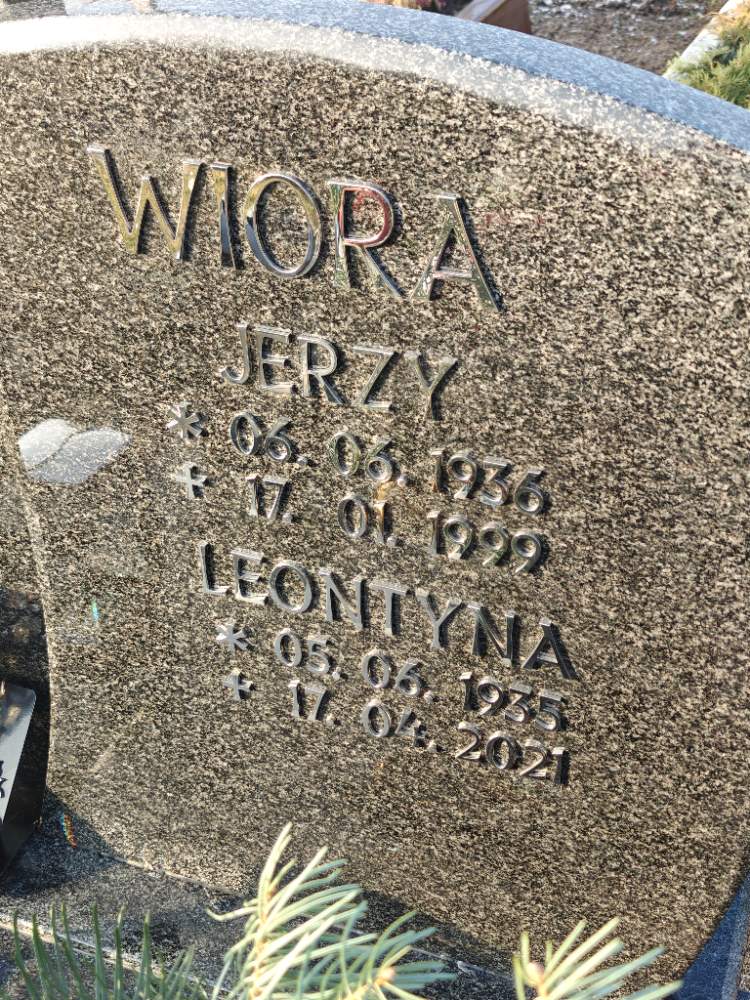 WIORA
JERZY
* 06. 06. 1936
+ 17. 01. 1999
LEONTYNA
* 05. 06. 1935
+ 17. 04. 2021